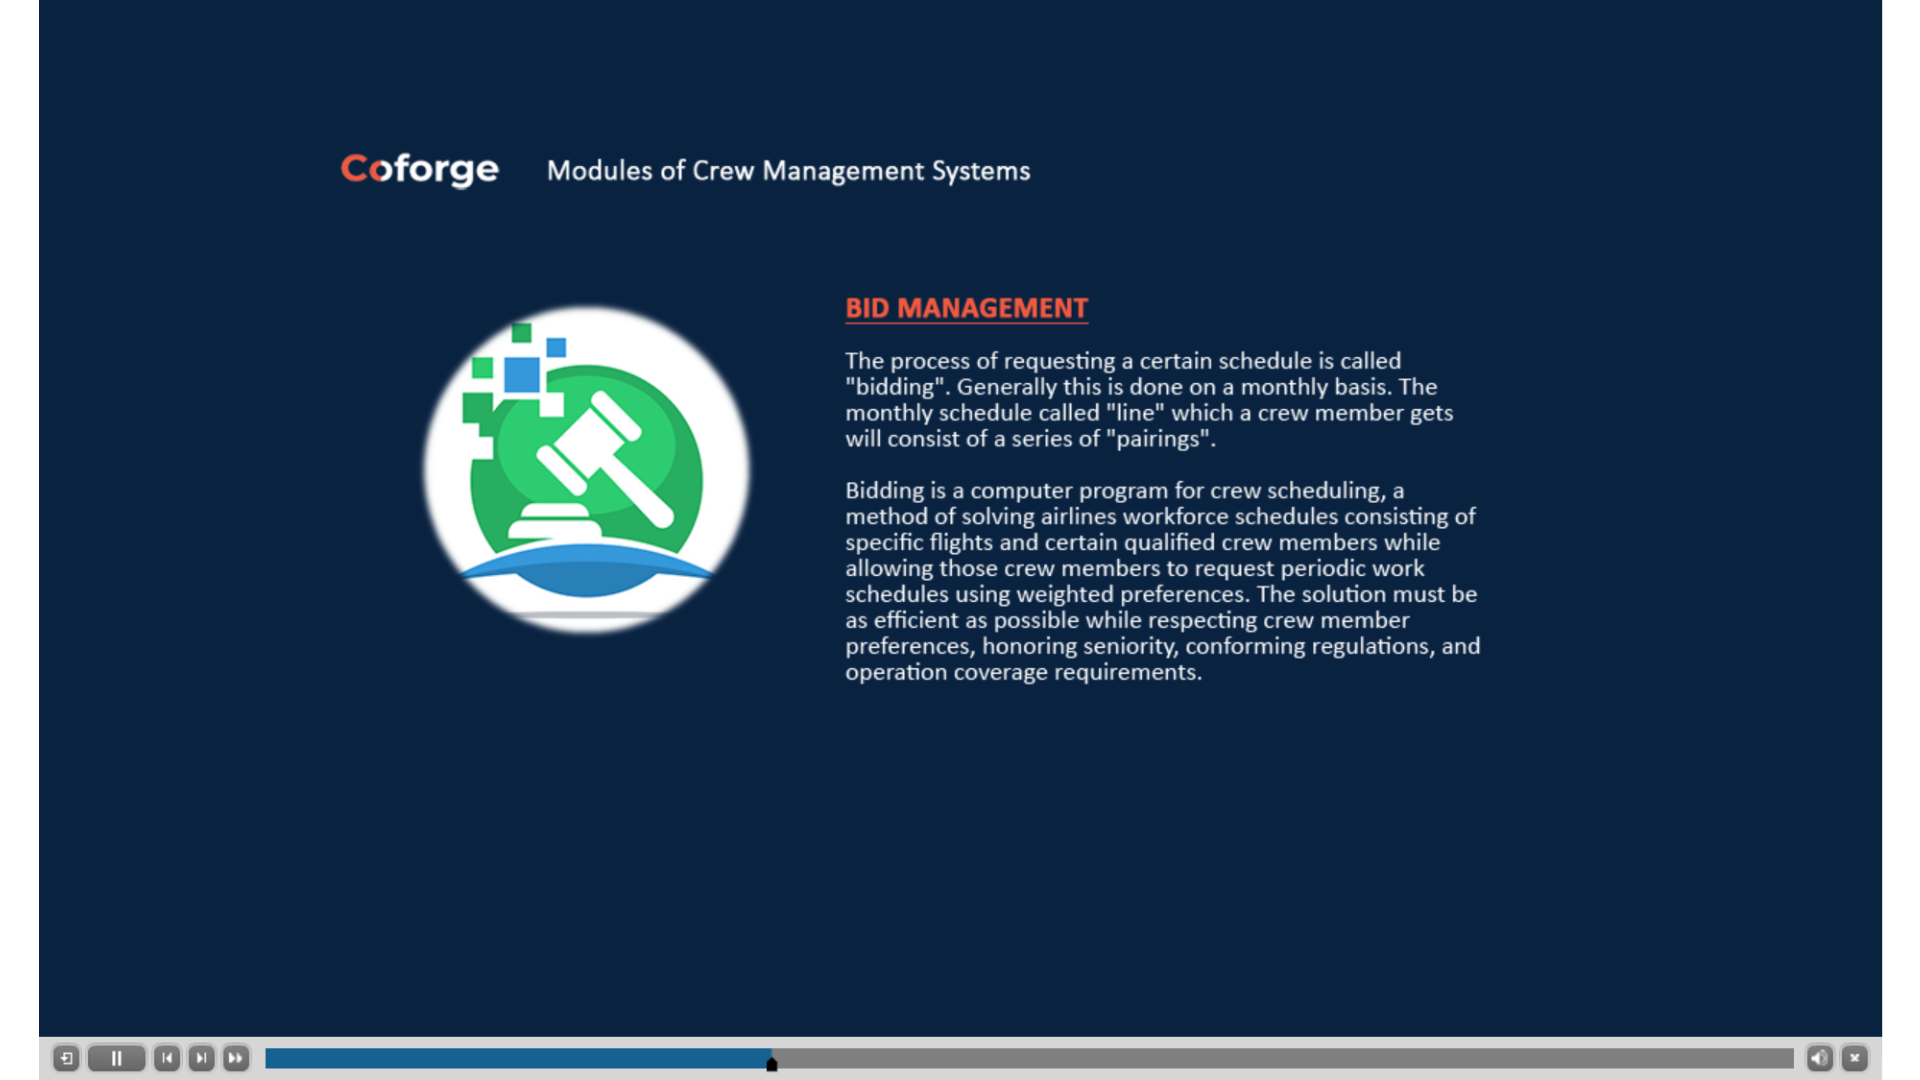 Coforge
Modules of Crew Management Systems
BID MANAGEMENT
The process of requesting a certain schedule is called
"bidding". Generally this is done on a monthly basis. The
monthly schedule called "line" which a crew member gets
will consist of a series of "pairings".
Bidding is a computer program for crew scheduling, a
method of solving airlines workforce schedules consisting of
specific flights and certain qualified crew members while
allowing those crew members to request periodic work
schedules using weighted preferences. The solution must be
as efficient as possible while respecting crew member
preferences, honoring seniority, conforming regulations, and
operation coverage requirements.